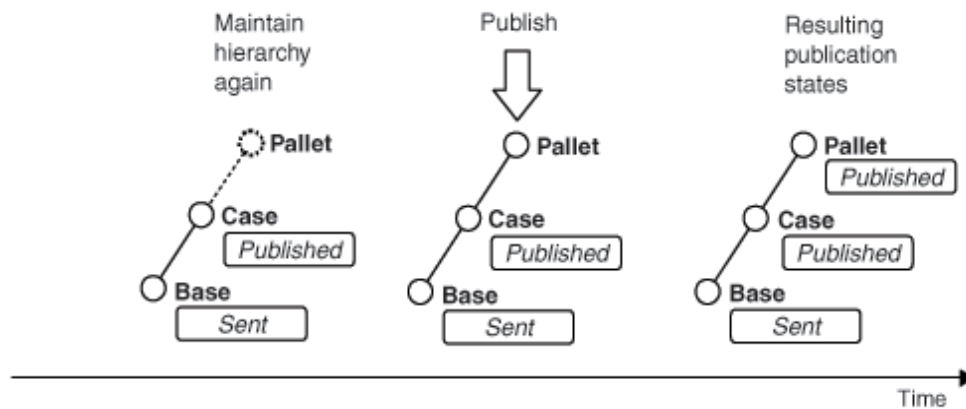 Maintain
hierarchy
again
Pallet
Case
Published
Base
Sent
Publish
Pallet
Case
Published
Base
Sent
Resulting
publication
states
Pallet
Published
Case
Published
Base
Sent
Time